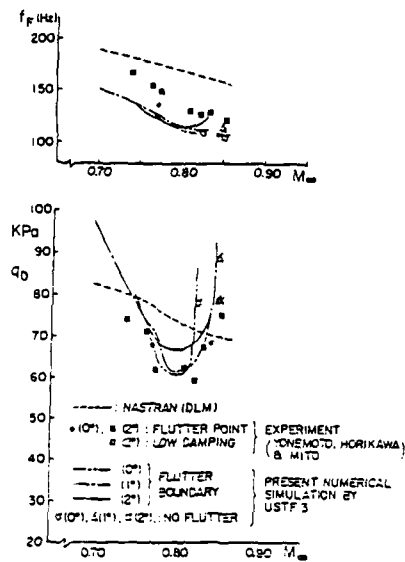 f_F (Hz)
200
150
100
0.70
0.80
0.90
M∞
100
KPa
90
q_D
80
70
60
50
40
30
20
NASTRAN (DLM)
(0°), (2°) : FLUTTER POINT
(2°) : LOW DAMPING
EXPERIMENT
(YONEMOTO, HORIKAWA
& MITO)
(0°)
(1°)
(2°)
FLUTTER
BOUNDARY
(0°), (1°), (2°) : NO FLUTTER
PRESENT NUMERICAL
SIMULATION BY
USTF 3
0.70
0.80
0.90
M∞